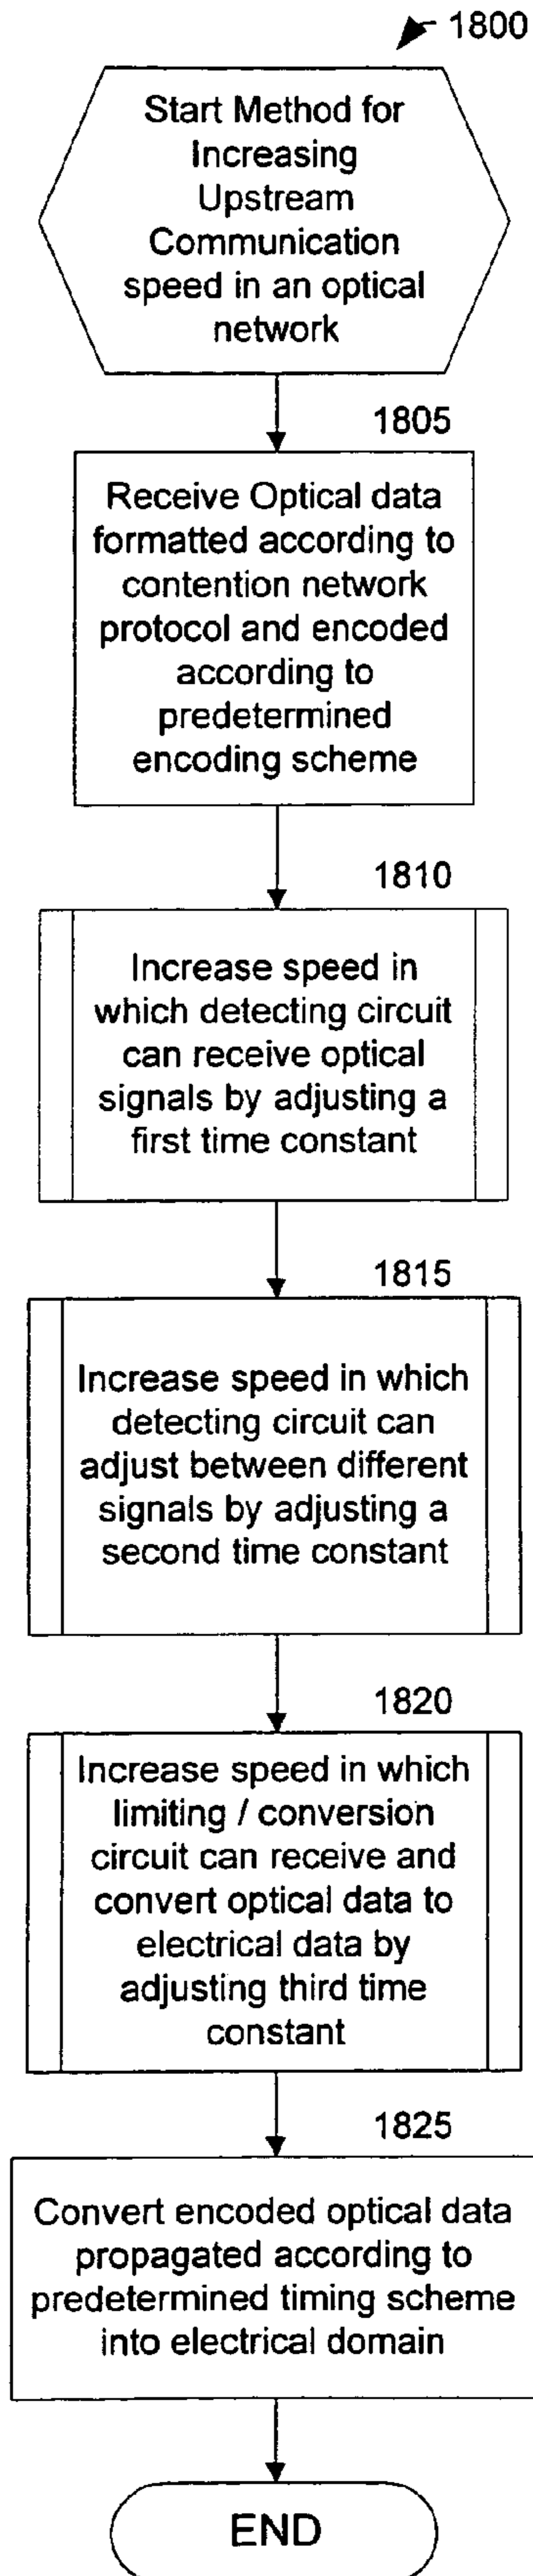 1800
Start Method for
Increasing
Upstream
Communication
speed in an optical
network
1805
Receive Optical data
formatted according to
contention network
protocol and encoded
according to
predetermined
encoding scheme
1810
Increase speed in
which detecting circuit
can receive optical
signals by adjusting a
first time constant
1815
Increase speed in which
detecting circuit can
adjust between different
signals by adjusting a
second time constant
1820
Increase speed in which
limiting / conversion
circuit can receive and
convert optical data to
electrical data by
adjusting third time
constant
1825
Convert encoded optical data
propagated according to
predetermined timing scheme
into electrical domain
END